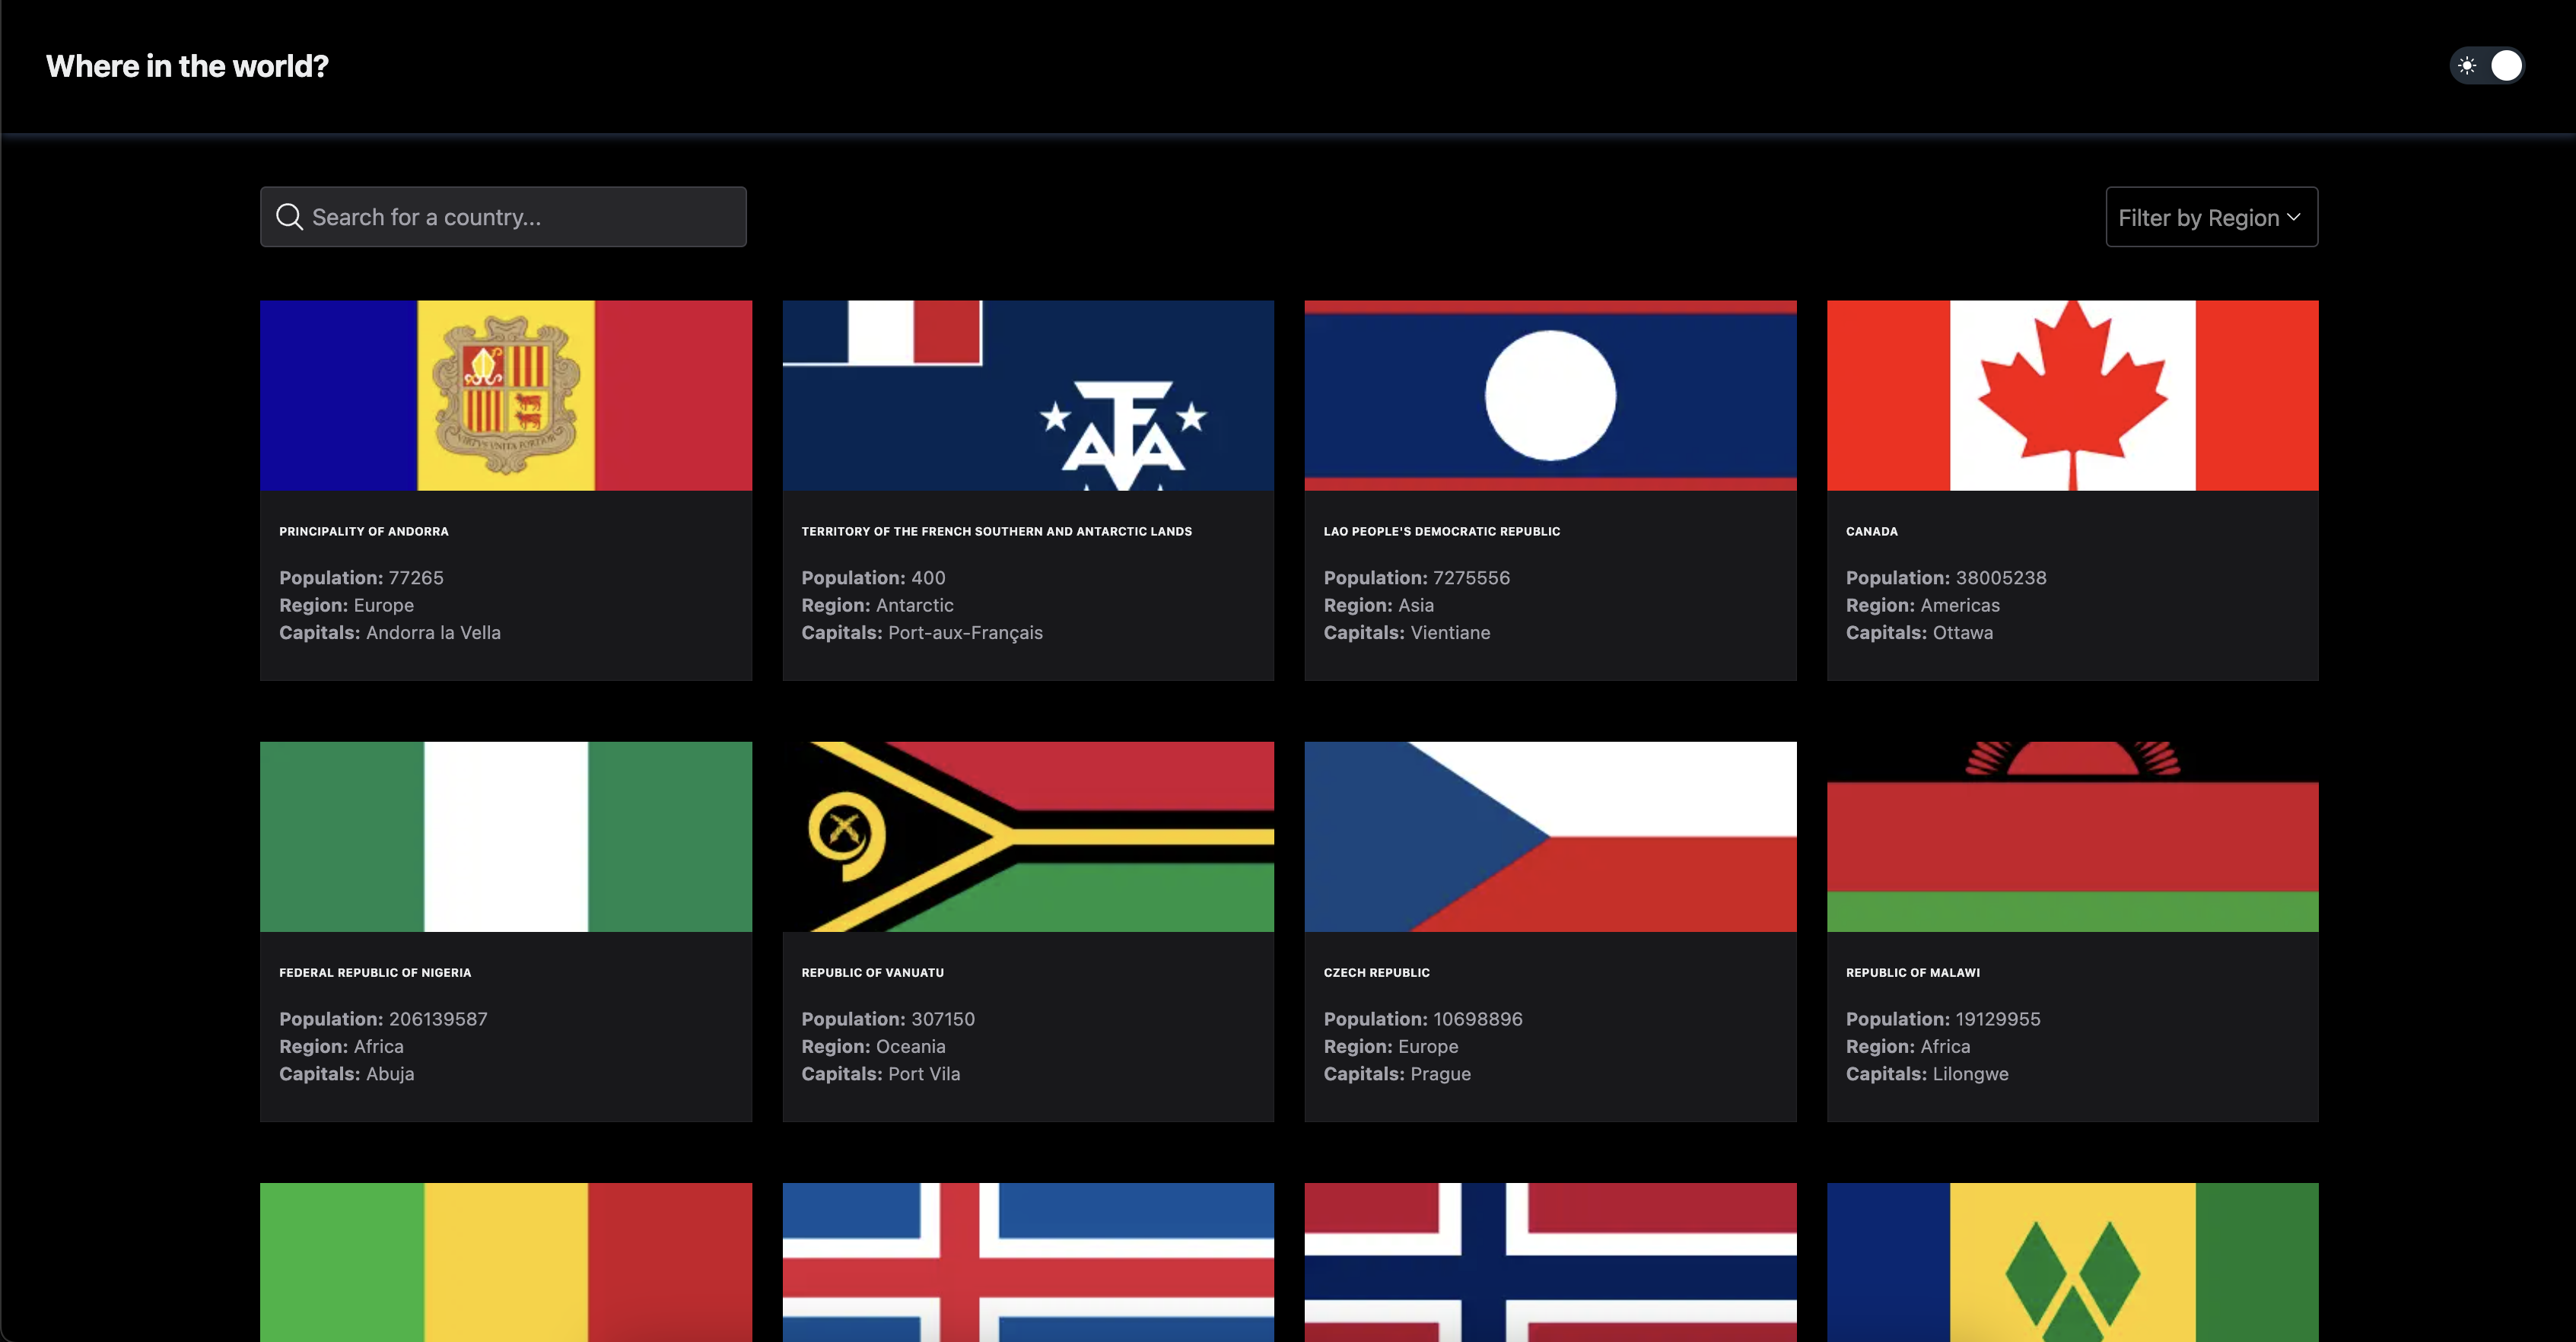 Where in the world?
Search for a country...
Filter by Region
VIRTVS VNITA FORTIOR
PRINCIPALITY OF ANDORRA
Population: 77265
Region: Europe
Capitals: Andorra la Vella
TERRITORY OF THE FRENCH SOUTHERN AND ANTARCTIC LANDS
Population: 400
Region: Antarctic
Capitals: Port-aux-Français
LAO PEOPLE'S DEMOCRATIC REPUBLIC
Population: 7275556
Region: Asia
Capitals: Vientiane
CANADA
Population: 38005238
Region: Americas
Capitals: Ottawa
FEDERAL REPUBLIC OF NIGERIA
Population: 206139587
Region: Africa
Capitals: Abuja
REPUBLIC OF VANUATU
Population: 307150
Region: Oceania
Capitals: Port Vila
CZECH REPUBLIC
Population: 10698896
Region: Europe
Capitals: Prague
REPUBLIC OF MALAWI
Population: 19129955
Region: Africa
Capitals: Lilongwe